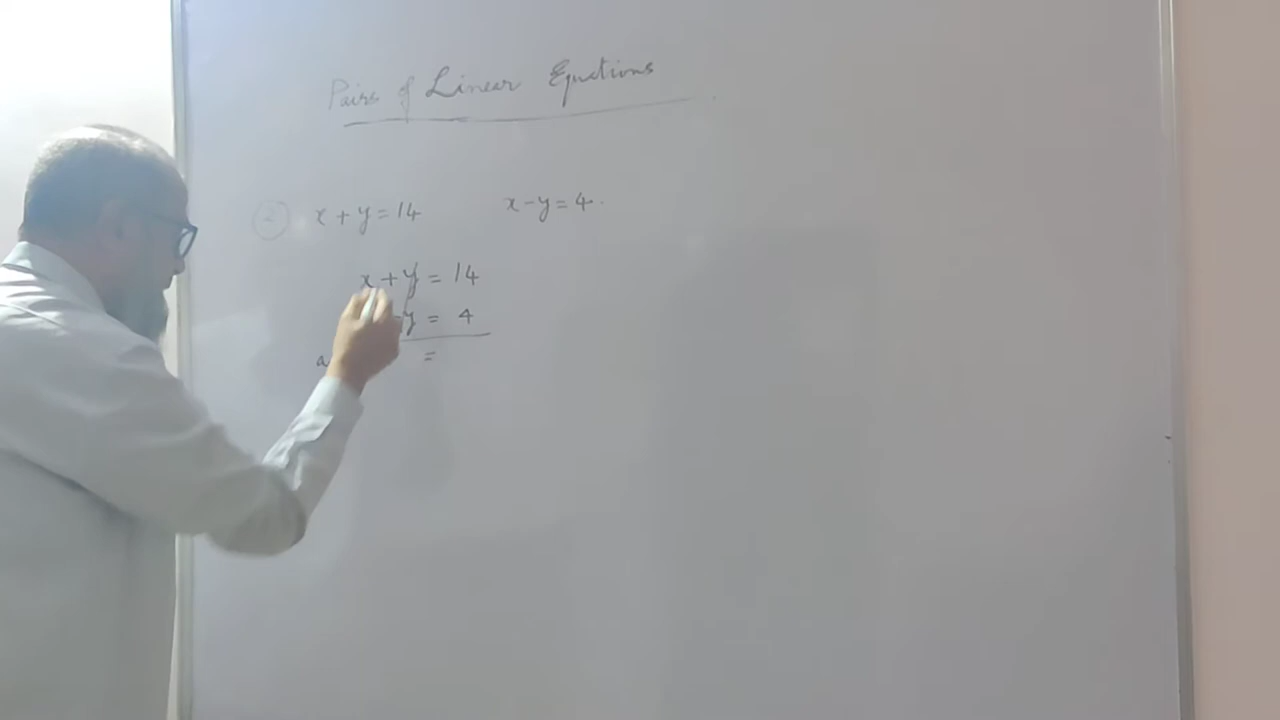 Pairs of Linear Equations
② x + y = 14 x - y = 4.
x + y = 14
-y = 4
a =